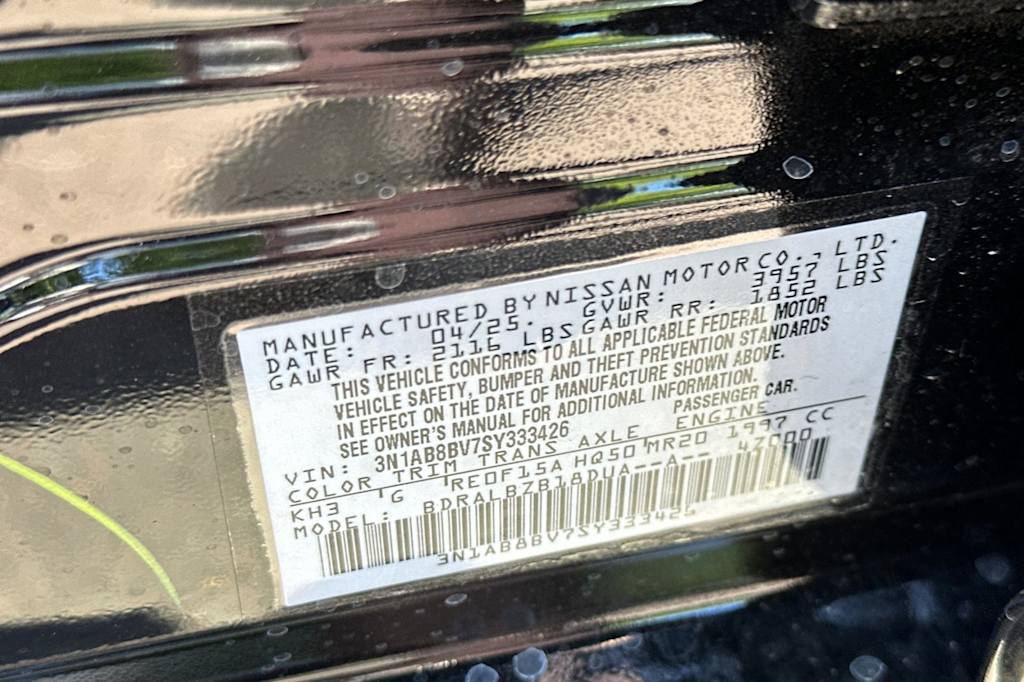 MANUFACTURED BY NISSAN MOTOR CO., LTD.
DATE: 04/25. GVWR: 3957 LBS
GAWR FR: 2116 LBS GAWR RR: 1852 LBS
THIS VEHICLE CONFORMS TO ALL APPLICABLE FEDERAL MOTOR
VEHICLE SAFETY, BUMPER AND THEFT PREVENTION STANDARDS
IN EFFECT ON THE DATE OF MANUFACTURE SHOWN ABOVE.
SEE OWNER'S MANUAL FOR ADDITIONAL INFORMATION.
VIN: 3N1AB8BV7SY333426 PASSENGER CAR.
COLOR TRIM TRANS AXLE ENGINE
KH3 G RE0F15A HQ50 MR20 1997 CC
MODEL: BDRALBZB18DUA--A-- 47000
3N1AB8BV7SY333426